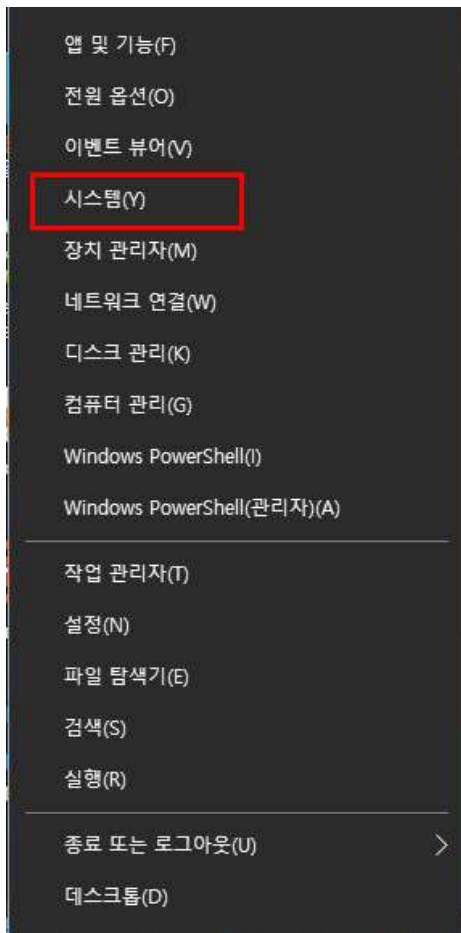 앱 및 기능(F)
전원 옵션(O)
이벤트 뷰어(V)
시스템(Y)
장치 관리자(M)
네트워크 연결(W)
디스크 관리(K)
컴퓨터 관리(G)
Windows PowerShell(I)
Windows PowerShell(관리자)(A)
작업 관리자(T)
설정(N)
파일 탐색기(E)
검색(S)
실행(R)
종료 또는 로그아웃(U)
데스크톱(D)